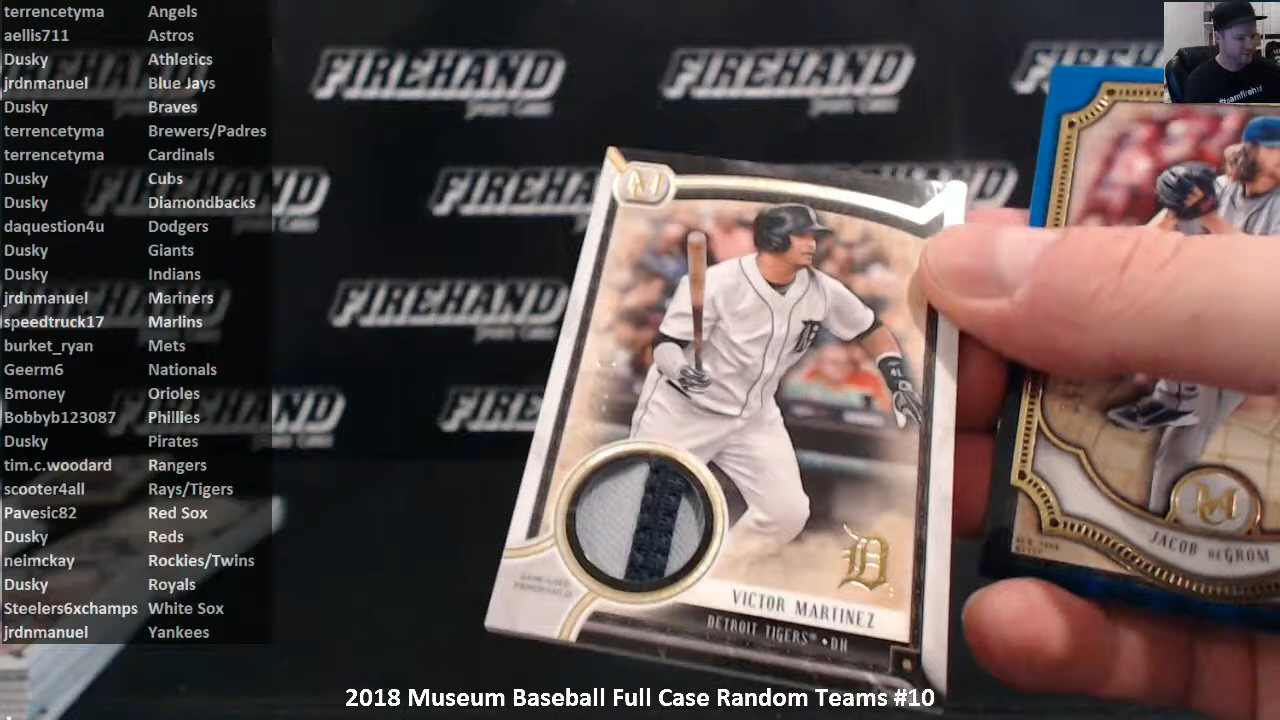 terrencetyma Angels
aellis711 Astros
Dusky Athletics
jrdnmanuel Blue Jays
Dusky Braves
terrencetyma Brewers/Padres
terrencetyma Cardinals
Dusky Cubs
Dusky Diamondbacks
daquestion4u Dodgers
Dusky Giants
Dusky Indians
jrdnmanuel Mariners
speedtruck17 Marlins
burket_ryan Mets
Geerm6 Nationals
Bmoney Orioles
Bobbyb123087 Phillies
Dusky Pirates
tim.c.woodard Rangers
scooter4all Rays/Tigers
Pavesic82 Red Sox
Dusky Reds
neimckay Rockies/Twins
Dusky Royals
Steelers6xchamps White Sox
jrdnmanuel Yankees
FIREHAND
FIREHAND
FIREHAND
FIREHAND
FIREHAND
M
D
VICTOR MARTINEZ
DETROIT TIGERS® • DH
M
JACOB deGROM
2018 Museum Baseball Full Case Random Teams #10